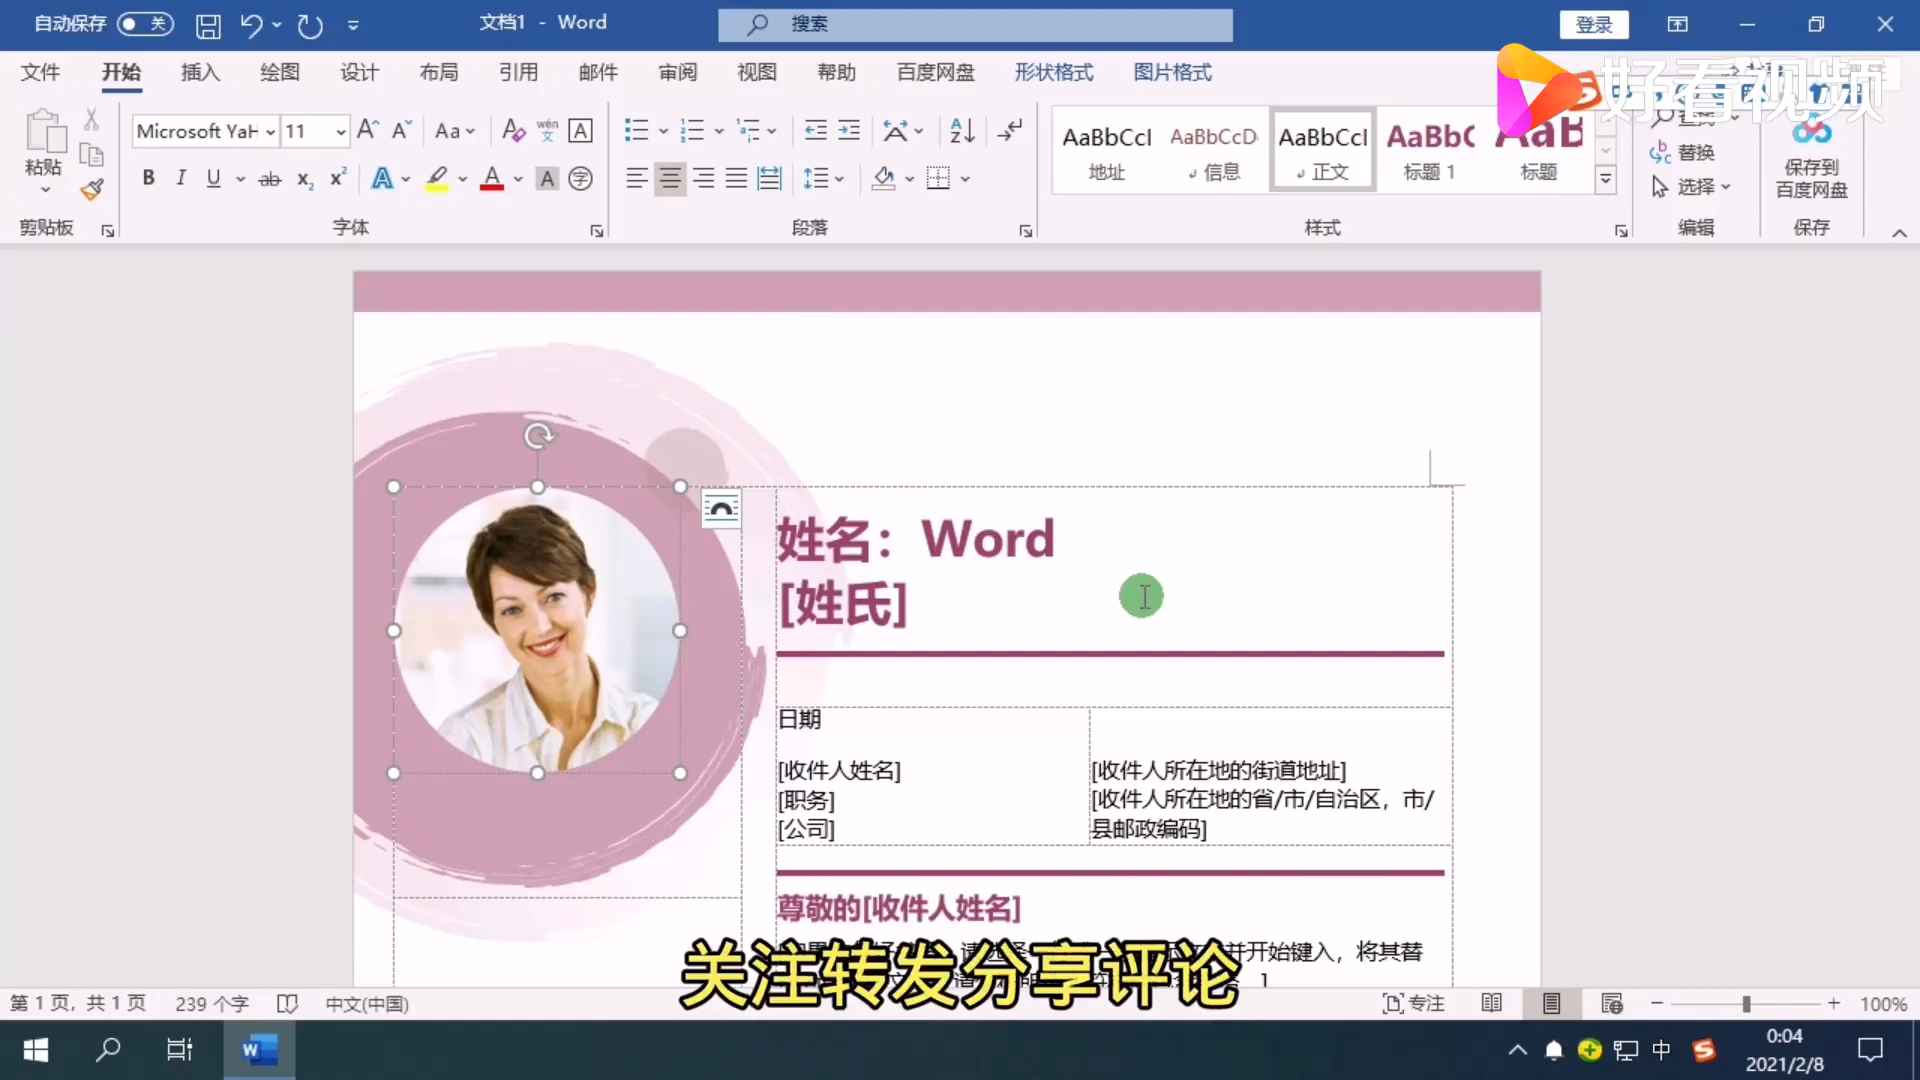 自动保存 关 文档1 - Word 搜索 登录
文件 开始 插入 绘图 设计 布局 引用 邮件 审阅 视图 帮助 百度网盘 形状格式 图片格式
好看视频
Microsoft YaH 11 Aa wén 文 A
AaBbCcI AaBbCcD AaBbCcI AaBbC AaB
粘贴 B I U ab x₂ x² A A A 字
地址 信息 正文 标题 1 标题
替换
选择
保存到
百度网盘
剪贴板 字体 段落 样式 编辑 保存
姓名：Word
[姓氏]
日期
[收件人姓名]
[职务]
[公司]
[收件人所在地的街道地址]
[收件人所在地的省/市/自治区，市/
县邮政编码]
尊敬的[收件人姓名]
并开始键入，将其替
关注转发分享评论
第 1 页，共 1 页 239 个字 中文(中国) 专注 100%
中 0:04
2021/2/8